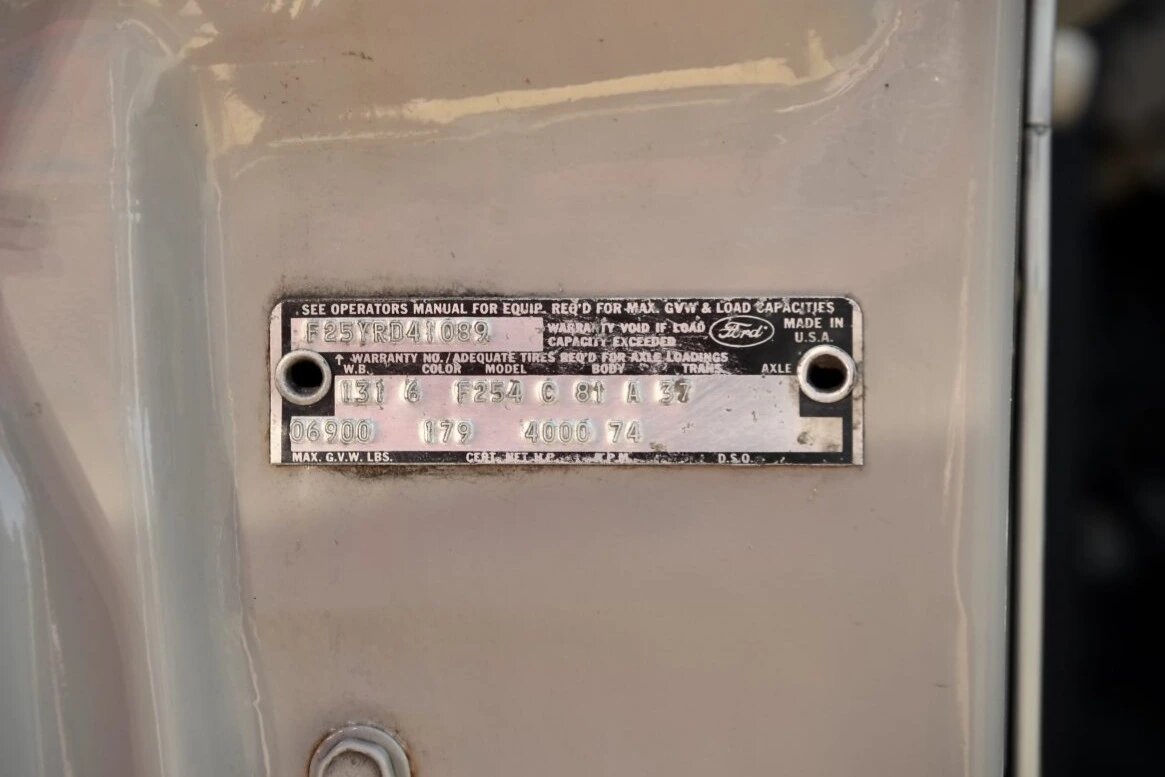 SEE OPERATORS MANUAL FOR EQUIP. REQ'D FOR MAX. GVW & LOAD CAPACITIES
F25YRD41089 WARRANTY VOID IF LOAD Ford MADE IN
CAPACITY EXCEEDED U.S.A.
↑ WARRANTY NO./ADEQUATE TIRES REQ'D FOR AXLE LOADINGS
W.B. COLOR MODEL BODY TRANS. AXLE
131 6 F254 C 81 A 37
06900 179 4000 74
MAX. G.V.W. LBS. CERT. NET H.P. R.P.M. D.S.O.